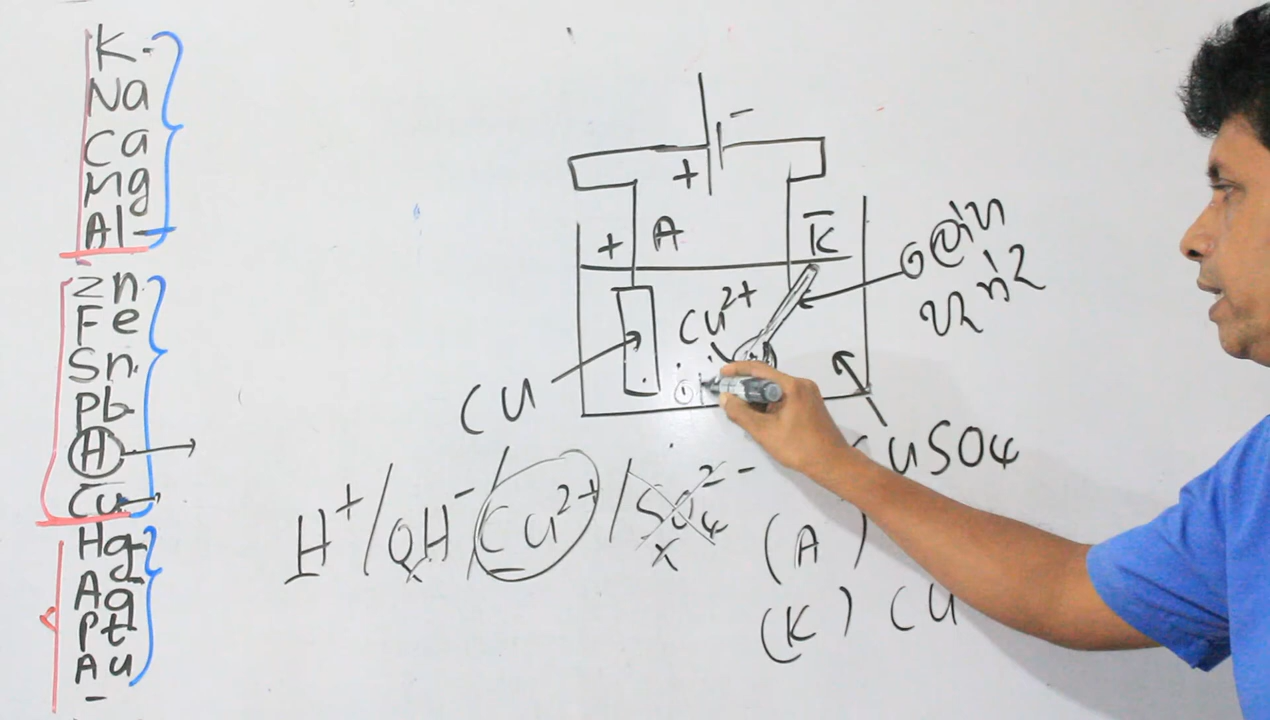 K
Na
Ca
Mg
Al
Zn
Fe
Sn
Pb
H
Cu
Hg
Ag
Pt
Au
-
-
+
+ A
K
Cu²⁺
Cu
CuSO₄
H⁺/OH⁻/Cu²⁺/SO₄²⁻
x
(A)
(K) Cu